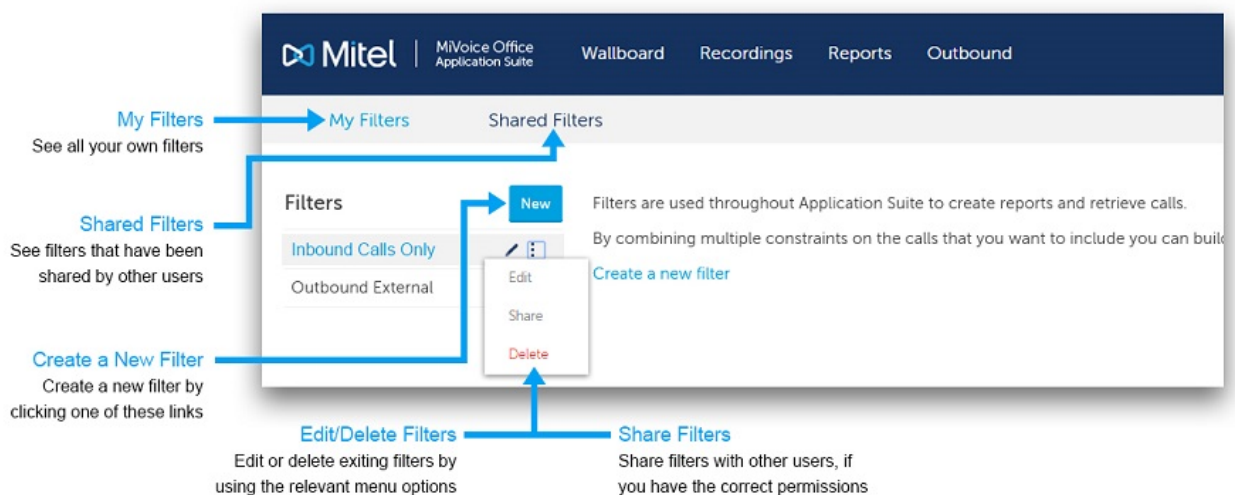 Mitel | MiVoice Office Application Suite
Wallboard Recordings Reports Outbound
My Filters
See all your own filters
My Filters Shared Filters
Shared Filters
See filters that have been
shared by other users
Filters New
Inbound Calls Only
Outbound External
Edit
Share
Delete
Filters are used throughout Application Suite to create reports and retrieve calls.
By combining multiple constraints on the calls that you want to include you can buil
Create a new filter
Create a New Filter
Create a new filter by
clicking one of these links
Edit/Delete Filters
Edit or delete exiting filters by
using the relevant menu options
Share Filters
Share filters with other users, if
you have the correct permissions